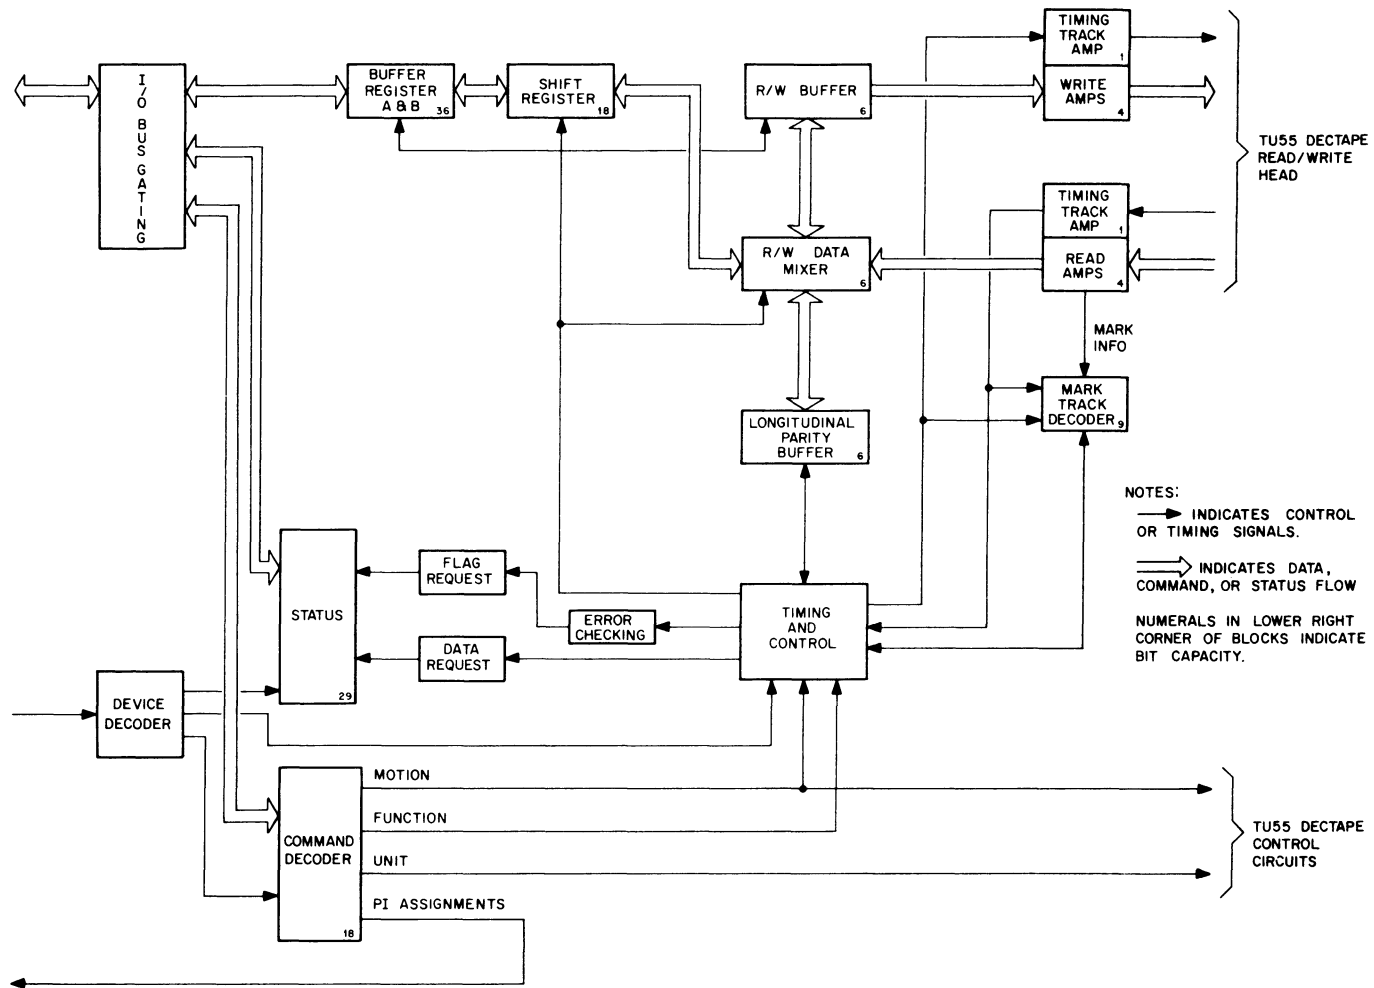 TIMING
TRACK
AMP
1
WRITE
AMPS
4
I/O BUS GATING
BUFFER
REGISTER
A & B
36
SHIFT
REGISTER
18
R/W BUFFER
6
TU55 DECTAPE
READ/WRITE
HEAD
TIMING
TRACK
AMP
1
READ
AMPS
4
R/W DATA
MIXER
6
MARK
INFO
MARK
TRACK
DECODER
9
LONGITUDINAL
PARITY
BUFFER
6
NOTES:
INDICATES CONTROL
OR TIMING SIGNALS.
INDICATES DATA,
COMMAND, OR STATUS FLOW
NUMERALS IN LOWER RIGHT
CORNER OF BLOCKS INDICATE
BIT CAPACITY.
STATUS
29
FLAG
REQUEST
ERROR
CHECKING
DATA
REQUEST
TIMING
AND
CONTROL
DEVICE
DECODER
COMMAND
DECODER
18
MOTION
FUNCTION
UNIT
PI ASSIGNMENTS
TU55 DECTAPE
CONTROL
CIRCUITS